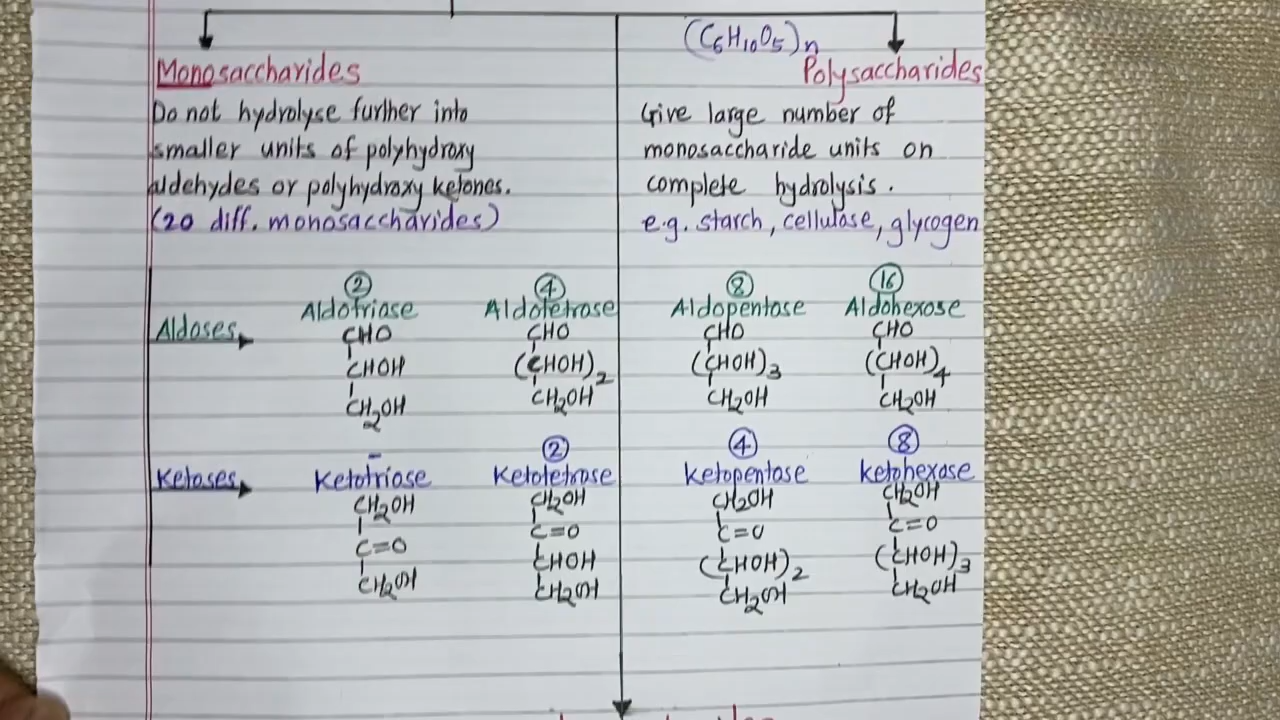 (C6H10O5)n
Monosaccharides
Do not hydrolyse further into
smaller units of polyhydroxy
aldehydes or polyhydroxy ketones.
(20 diff. monosaccharides)
Polysaccharides
Give large number of
monosaccharide units on
complete hydrolysis.
e.g. starch, cellulose, glycogen
② ④ ⑧ ⑯
Aldoses Aldotriose Aldotetrose Aldopentose Aldohexose
CHO CHO CHO CHO
CHOH (CHOH)2 (CHOH)3 (CHOH)4
CH2OH CH2OH CH2OH CH2OH
- ② ④ ⑧
Ketoses Ketotriose Ketotetrose Ketopentose Ketohexose
CH2OH CH2OH CH2OH CH2OH
C=O C=O C=O C=O
CH2OH CHOH (CHOH)2 (CHOH)3
CH2OH CH2OH CH2OH